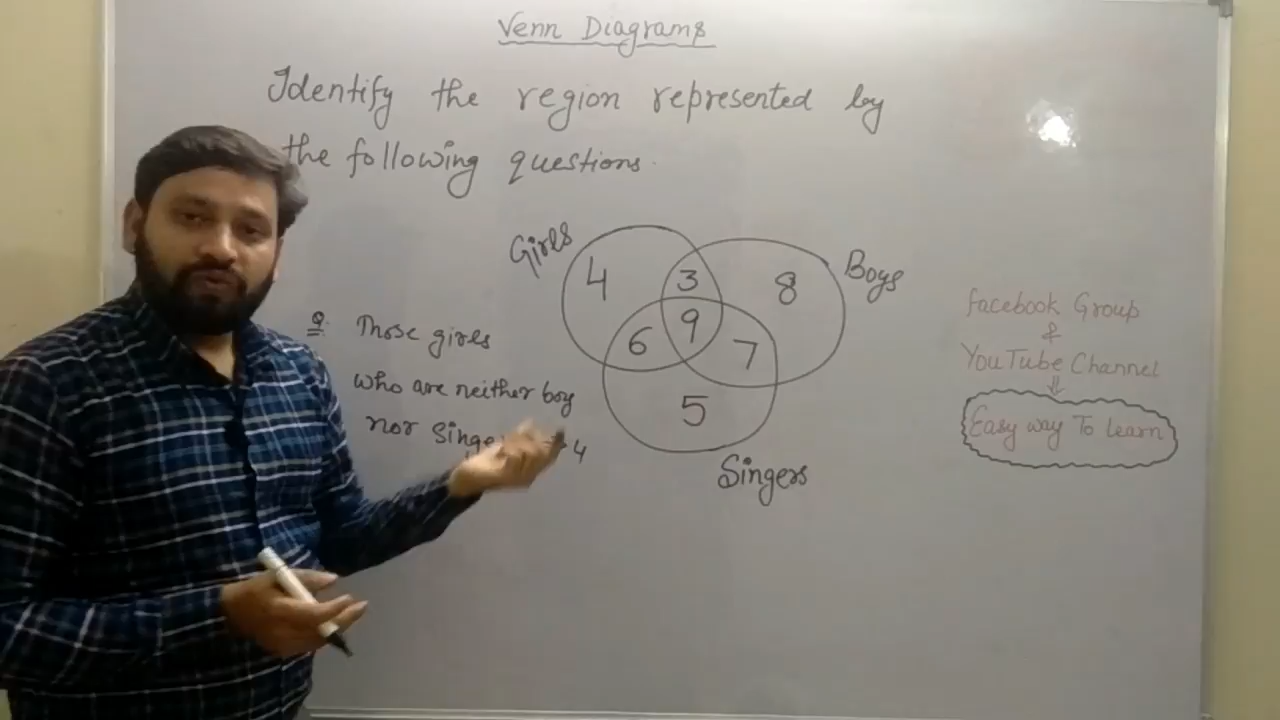 Venn Diagrams
Identify the region represented by
the following questions.
Girls
Boys
4
3
8
9
6
7
5
Singers
Q. Those girls
who are neither boy
nor Singe
4
facebook Group
&
YouTube Channel
⇓
Easy way To Learn